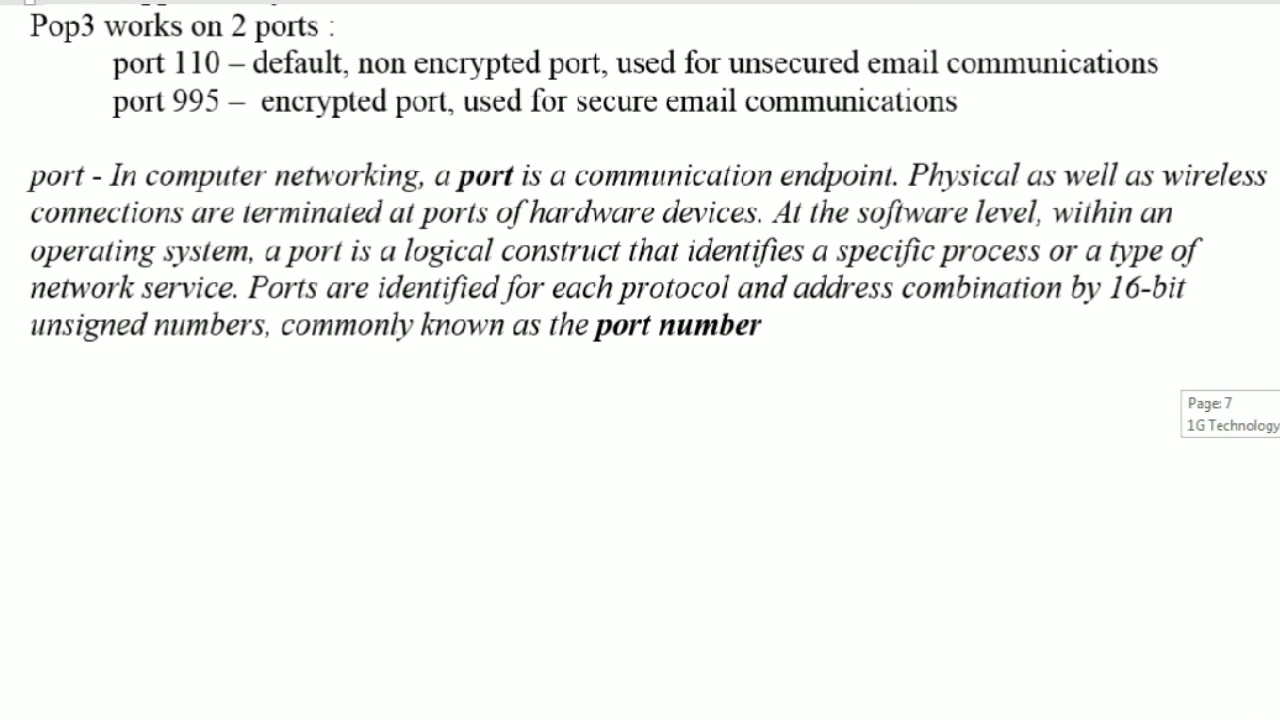 Pop3 works on 2 ports :
port 110 – default, non encrypted port, used for unsecured email communications
port 995 – encrypted port, used for secure email communications
port - In computer networking, a port is a communication endpoint. Physical as well as wireless
connections are terminated at ports of hardware devices. At the software level, within an
operating system, a port is a logical construct that identifies a specific process or a type of
network service. Ports are identified for each protocol and address combination by 16-bit
unsigned numbers, commonly known as the port number
Page: 7
1G Technology